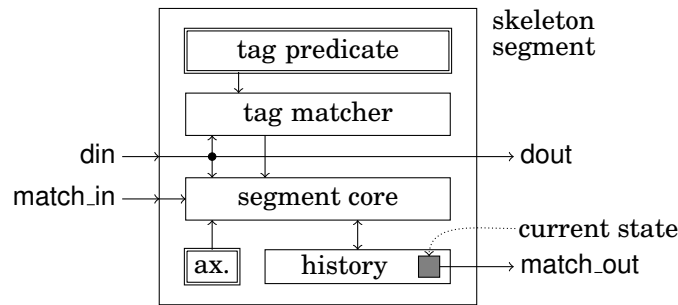 skeleton
segment
tag predicate
tag matcher
din
dout
match_in
segment core
current state
ax.
history
match_out